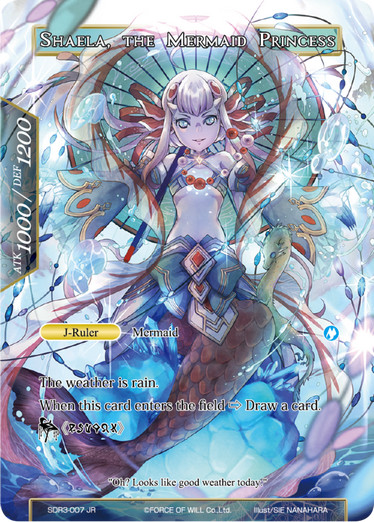 Shaela, the Mermaid Princess
ATK 1000 / DEF 1200
J-Ruler Mermaid
The weather is rain.
When this card enters the field ⇨ Draw a card.
"Oh? Looks like good weather today!"
SDR3-007 JR ©FORCE OF WILL Co.,Ltd. Illust/SIE NANAHARA